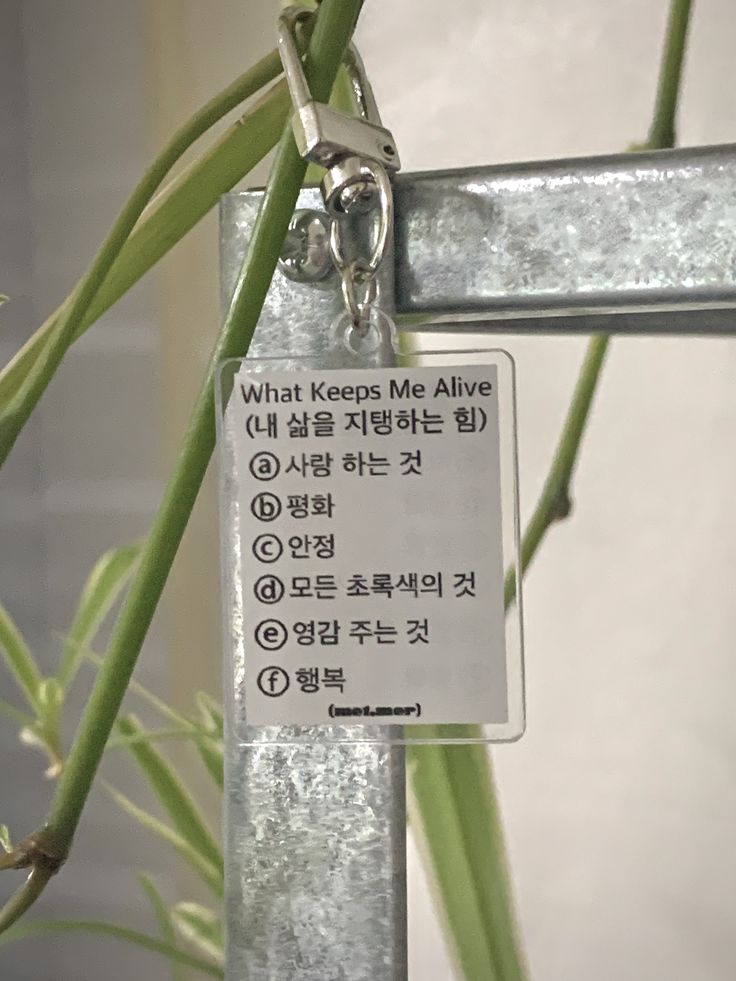 What Keeps Me Alive
(내 삶을 지탱하는 힘)
ⓐ사랑 하는 것
ⓑ평화
ⓒ안정
ⓓ모든 초록색의 것
ⓔ영감 주는 것
ⓕ행복